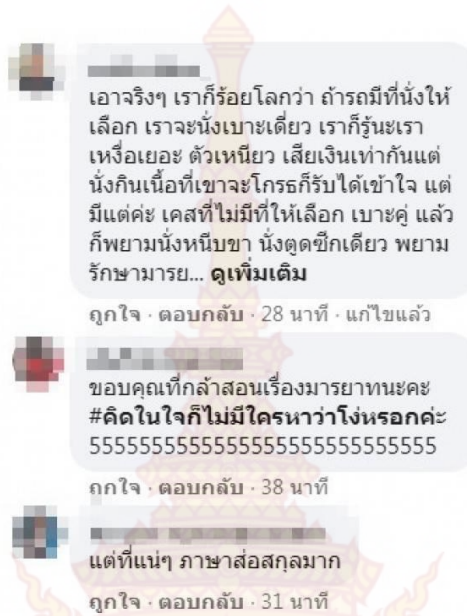 เอาจริงๆ เราก็ร้อยโลกว่า ถ้ารถมีที่นั่งให้
เลือก เราจะนั่งเบาะเดี่ยว เราก็รู้นะเรา
เหงื่อเยอะ ตัวเหนียว เสียเงินเท่ากันแต่
นั่งกินเนื้อที่เขาจะโกรธก็รับได้เข้าใจ แต่
มีแต่ค่ะ เคสที่ไม่มีที่ให้เลือก เบาะคู่ แล้ว
ก็พยามนั่งหนีบขา นั่งตูดซีกเดียว พยาม
รักษามารย... ดูเพิ่มเติม
ถูกใจ · ตอบกลับ · 28 นาที · แก้ไขแล้ว
ขอบคุณที่กล้าสอนเรื่องมารยาทนะคะ
#คิดในใจก็ไม่มีใครหาว่าโง่หรอกค่ะ
5555555555555555555555555555
ถูกใจ · ตอบกลับ · 38 นาที
แต่ที่แน่ๆ ภาษาส่อสกุลมาก
ถูกใจ · ตอบกลับ · 31 นาที